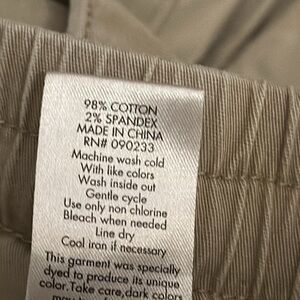 98% COTTON
2% SPANDEX
MADE IN CHINA
RN# 090233
Machine wash cold
With like colors
Wash inside out
Gentle cycle
Use only non chlorine
Bleach when needed
Line dry
Cool iron if necessary
This garment was specially
dyed to produce its unique
color.Take care,dark colors